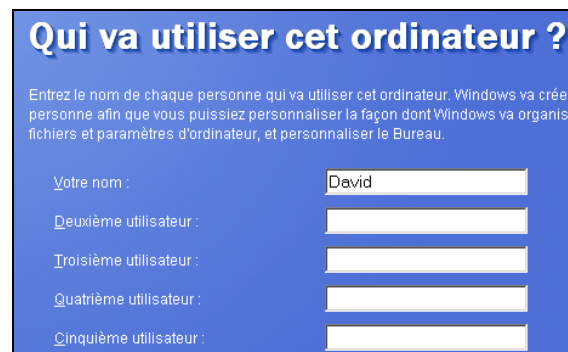 Qui va utiliser cet ordinateur ?
Entrez le nom de chaque personne qui va utiliser cet ordinateur. Windows va crée
personne afin que vous puissiez personnaliser la façon dont Windows va organis
fichiers et paramètres d'ordinateur, et personnaliser le Bureau.
Votre nom : David
Deuxième utilisateur :
Troisième utilisateur :
Quatrième utilisateur :
Cinquième utilisateur :